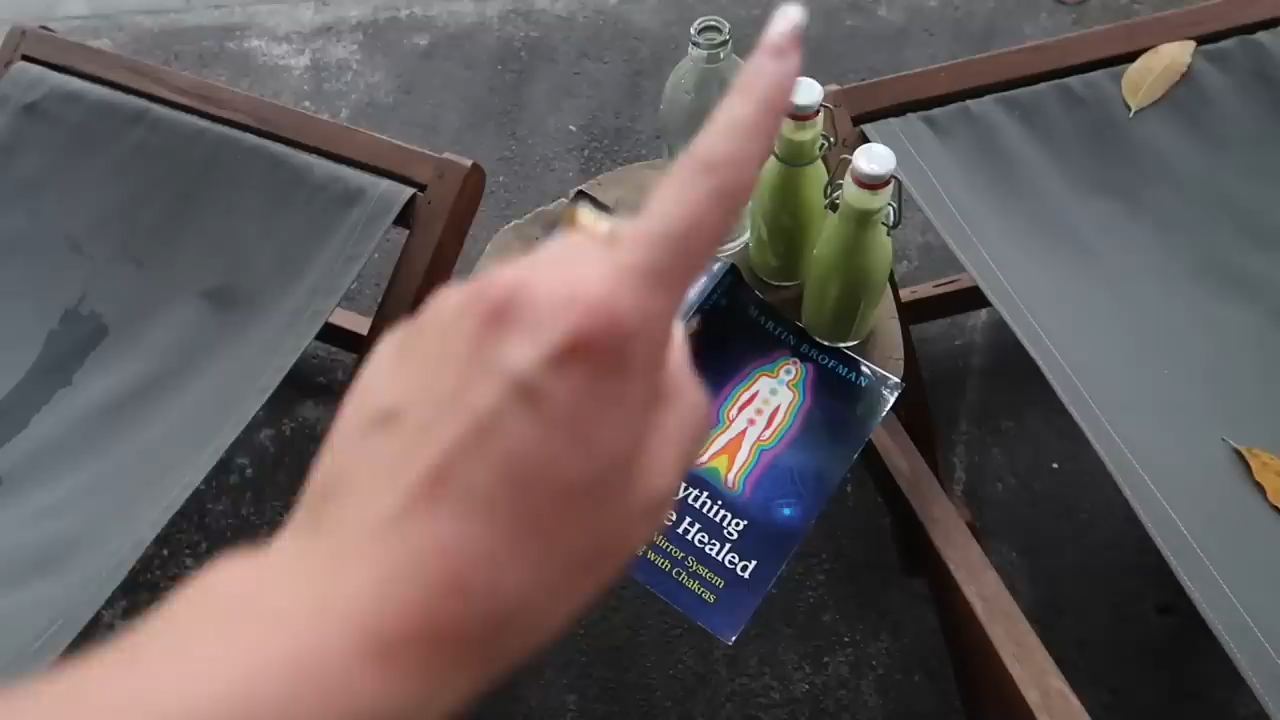 MARTIN BROFMAN
ything
e Healed
Mirror System
g with Chakras